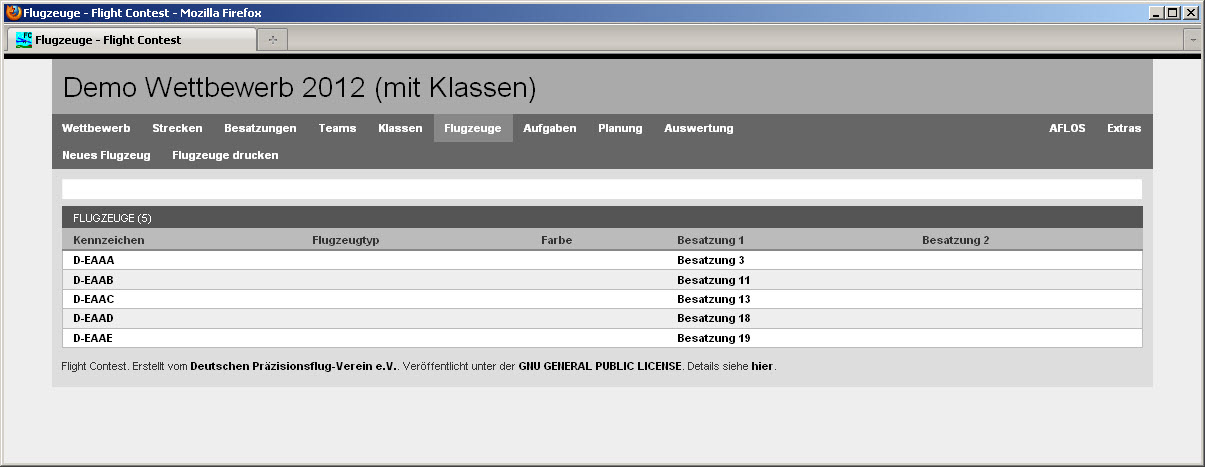 Flugzeuge - Flight Contest - Mozilla Firefox
FC Flugzeuge - Flight Contest
Demo Wettbewerb 2012 (mit Klassen)
Wettbewerb Strecken Besatzungen Teams Klassen Flugzeuge Aufgaben Planung Auswertung AFLOS Extras
Neues Flugzeug Flugzeuge drucken
FLUGZEUGE (5)
Kennzeichen Flugzeugtyp Farbe Besatzung 1 Besatzung 2
D-EAAA Besatzung 3
D-EAAB Besatzung 11
D-EAAC Besatzung 13
D-EAAD Besatzung 18
D-EAAE Besatzung 19
Flight Contest. Erstellt vom Deutschen Präzisionsflug-Verein e.V.. Veröffentlicht unter der GNU GENERAL PUBLIC LICENSE. Details siehe hier.